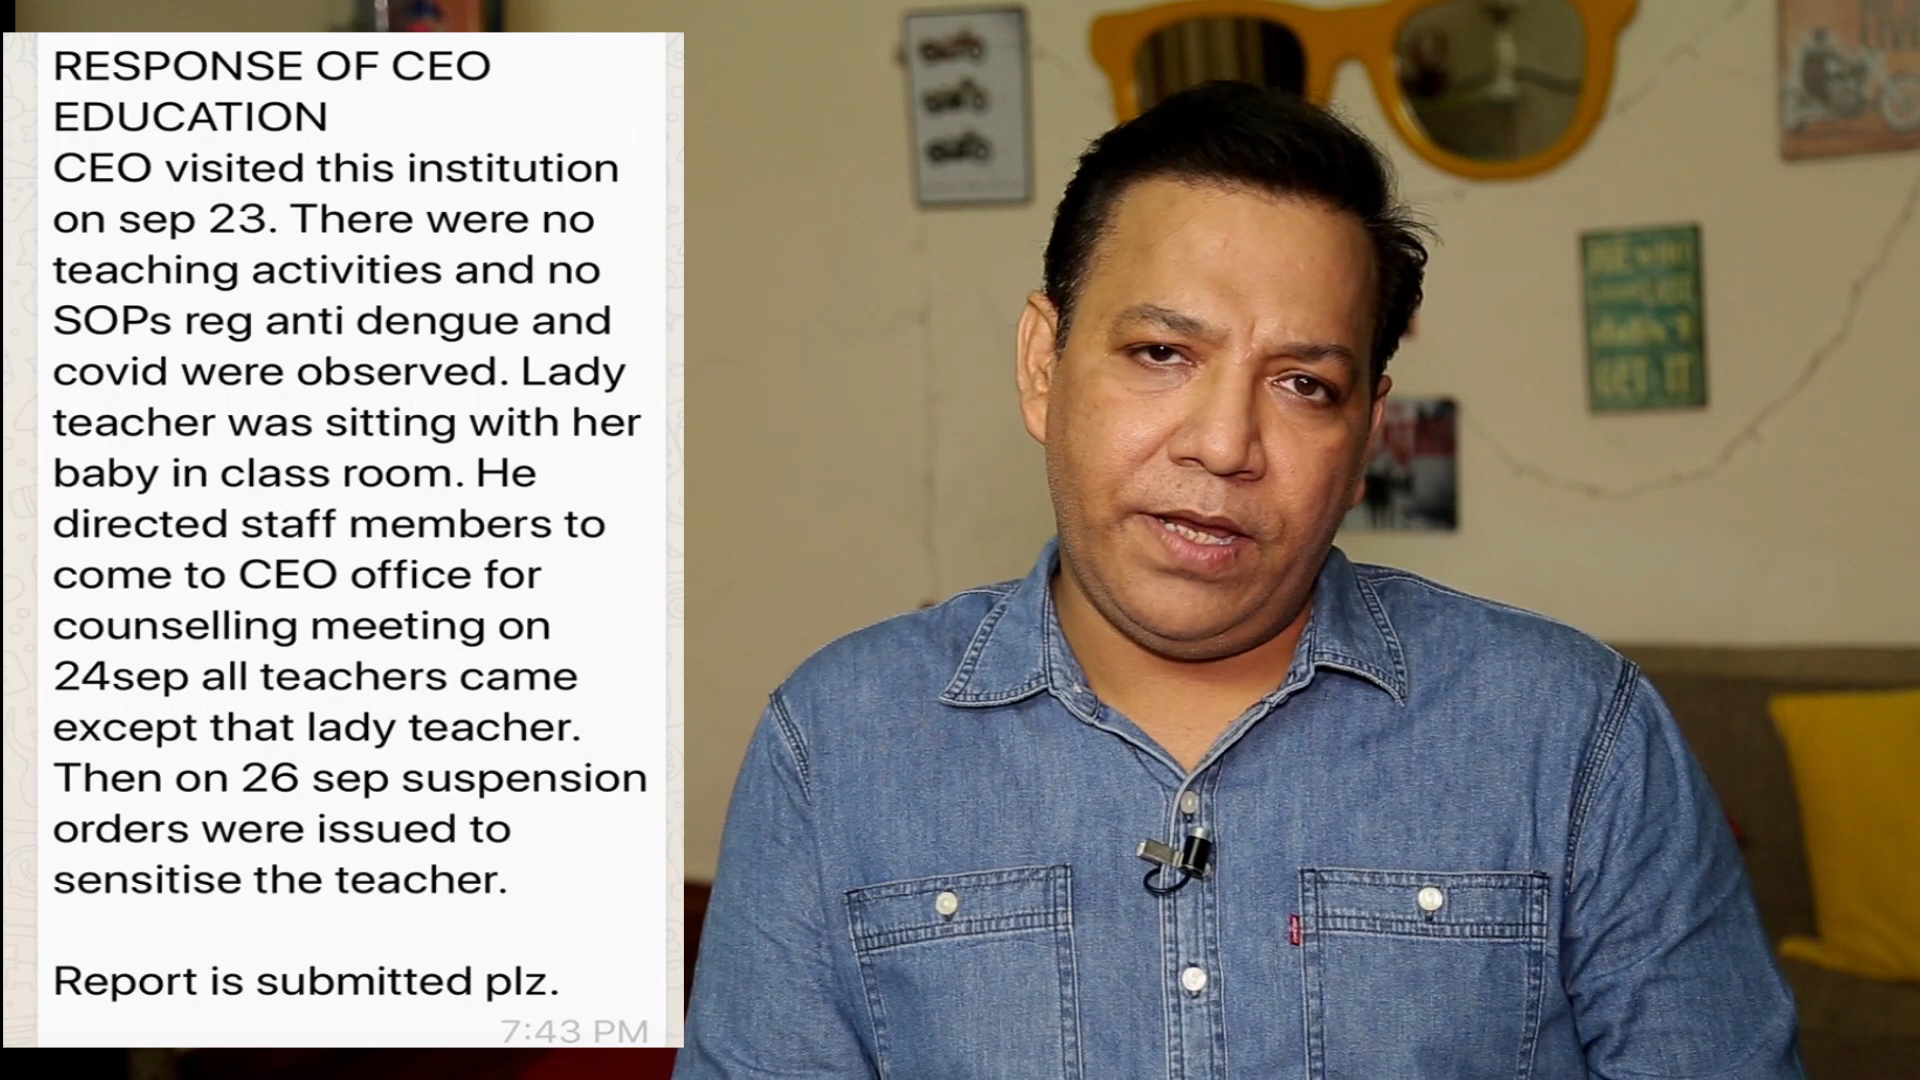 RESPONSE OF CEO
EDUCATION
CEO visited this institution
on sep 23. There were no
teaching activities and no
SOPs reg anti dengue and
covid were observed. Lady
teacher was sitting with her
baby in class room. He
directed staff members to
come to CEO office for
counselling meeting on
24sep all teachers came
except that lady teacher.
Then on 26 sep suspension
orders were issued to
sensitise the teacher.
Report is submitted plz.
7:43 PM